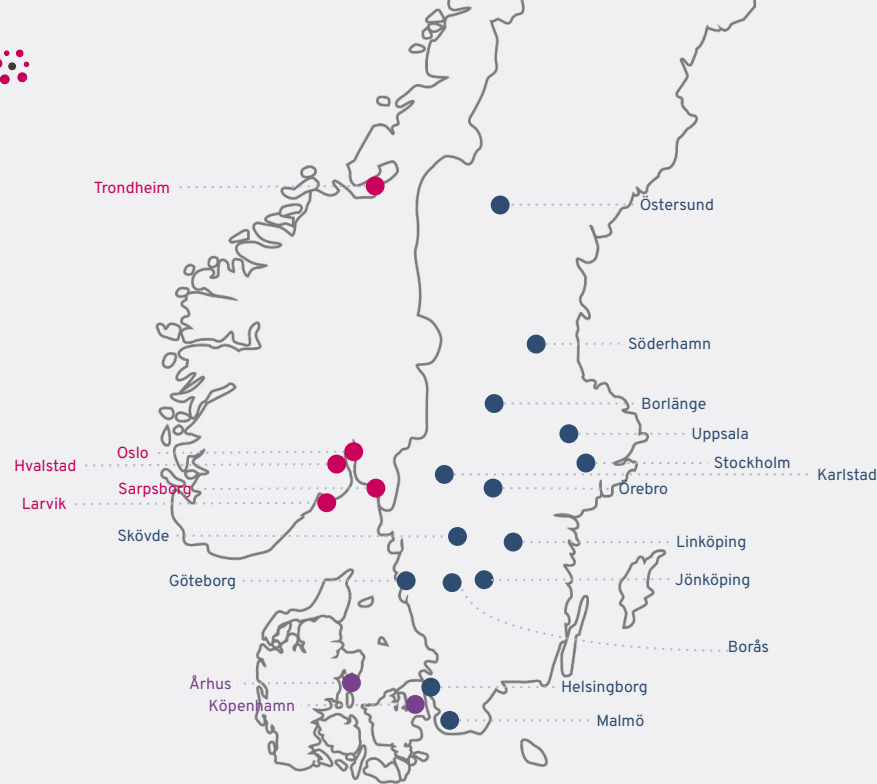 Trondheim
Östersund
Söderhamn
Borlänge
Uppsala
Oslo
Stockholm
Hvalstad
Karlstad
Sarpsborg
Örebro
Larvik
Skövde
Linköping
Göteborg
Jönköping
Borås
Århus
Helsingborg
Köpenhamn
Malmö